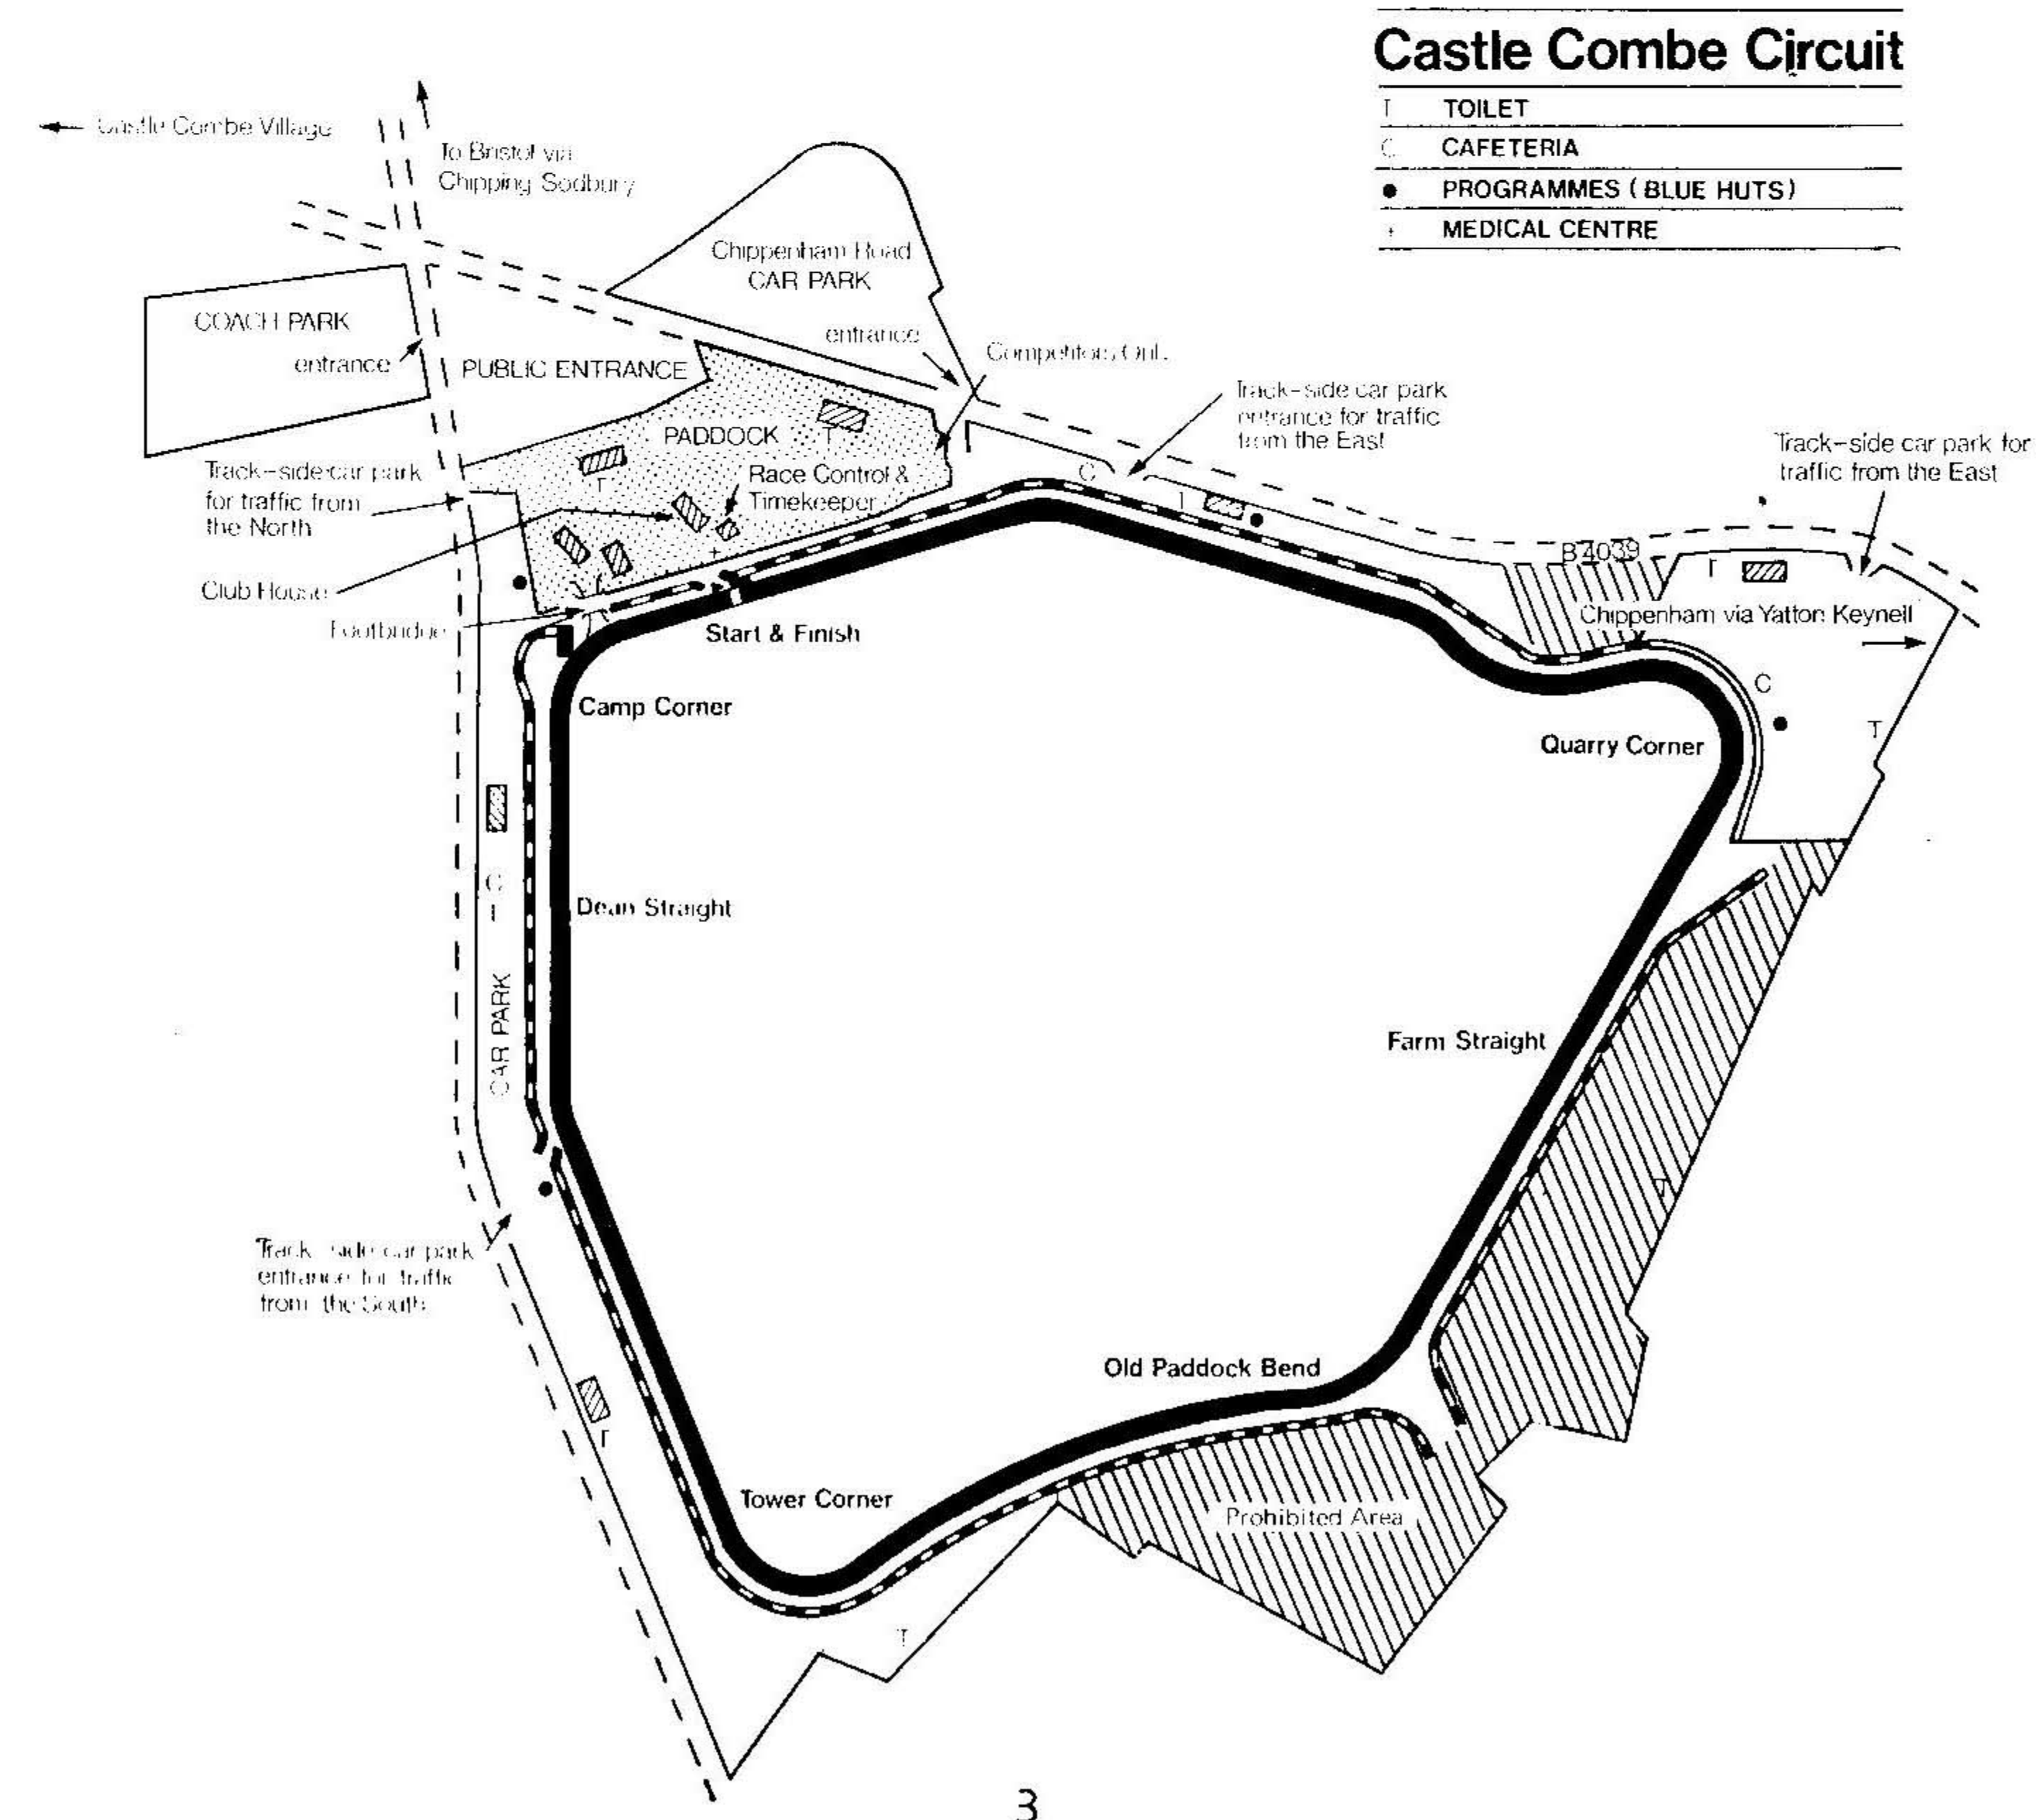 Castle Combe Circuit
T TOILET
C CAFETERIA
● PROGRAMMES (BLUE HUTS)
+ MEDICAL CENTRE
Castle Combe Village
To Bristol via
Chipping Sodbury
Chippenham Road
CAR PARK
COACH PARK
entrance
entrance
Competitors
PUBLIC ENTRANCE
Track-side car park
entrance for traffic
from the East
Track-side car park for
traffic from the East
PADDOCK
T
C
Track-side car park
for traffic from
the North
T
Race Control &
Timekeeper
T
+
B4039
T
Club House
Chippenham via Yatton Keynell
Footbridge
Start & Finish
C
Camp Corner
T
Quarry Corner
C
Dean Straight
CAR PARK
Farm Straight
Track-side car park
entrance for traffic
from the South
Old Paddock Bend
T
Tower Corner
Prohibited Area
T
3